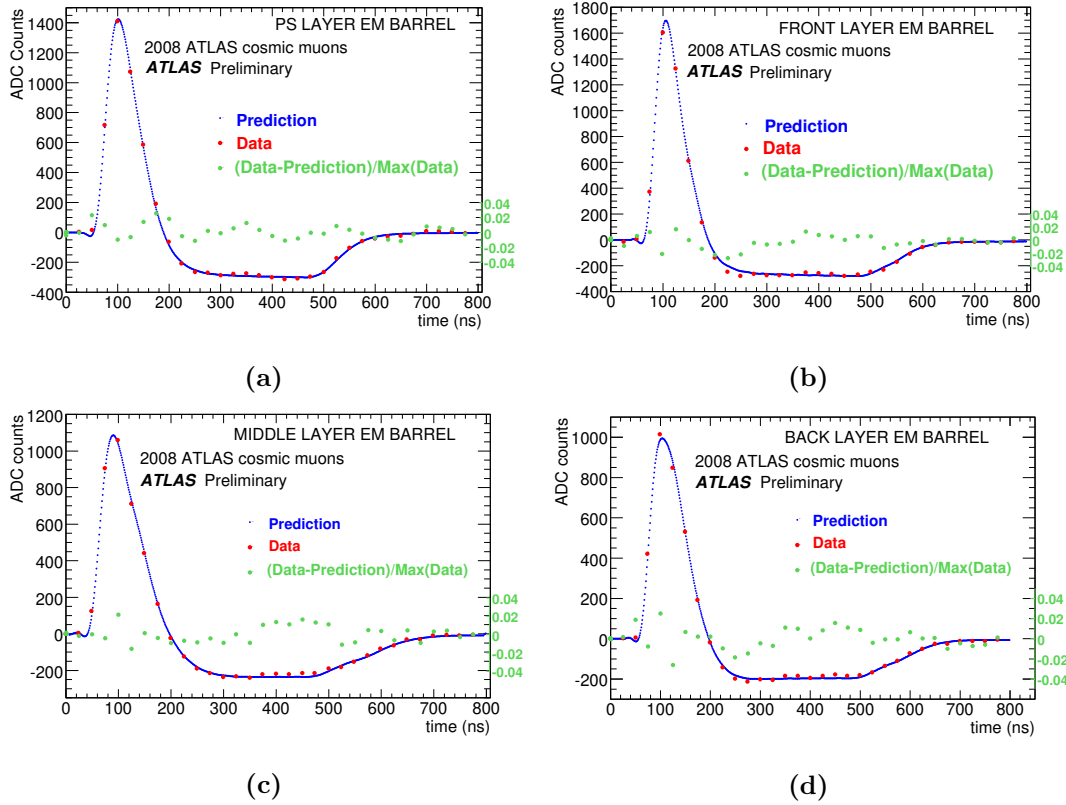 PS LAYER EM BARREL
2008 ATLAS cosmic muons
ATLAS Preliminary
Prediction
Data
(Data-Prediction)/Max(Data)
ADC Counts
1400
1200
1000
800
600
400
200
0
-200
-400
0.04
0.02
0
-0.02
-0.04
0 100 200 300 400 500 600 700 800
time (ns)
(a)
FRONT LAYER EM BARREL
2008 ATLAS cosmic muons
ATLAS Preliminary
Prediction
Data
(Data-Prediction)/Max(Data)
ADC counts
1800
1600
1400
1200
1000
800
600
400
200
0
-200
-400
0.04
0.02
0
-0.02
-0.04
0 100 200 300 400 500 600 700 800
time (ns)
(b)
MIDDLE LAYER EM BARREL
2008 ATLAS cosmic muons
ATLAS Preliminary
Prediction
Data
(Data-Prediction)/Max(Data)
ADC counts
1200
1000
800
600
400
200
0
-200
0.04
0.02
0
-0.02
-0.04
0 100 200 300 400 500 600 700 800
time (ns)
(c)
BACK LAYER EM BARREL
2008 ATLAS cosmic muons
ATLAS Preliminary
Prediction
Data
(Data-Prediction)/Max(Data)
ADC counts
1000
800
600
400
200
0
-200
0.04
0.02
0
-0.02
-0.04
0 100 200 300 400 500 600 700 800
time (ns)
(d)